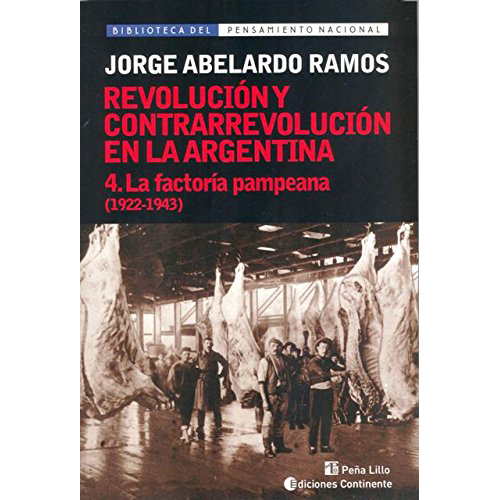 BIBLIOTECA DEL PENSAMIENTO NACIONAL
JORGE ABELARDO RAMOS
REVOLUCIÓN Y
CONTRARREVOLUCIÓN
EN LA ARGENTINA
4. La factoría pampeana
(1922-1943)
Peña Lillo
Ediciones Continente